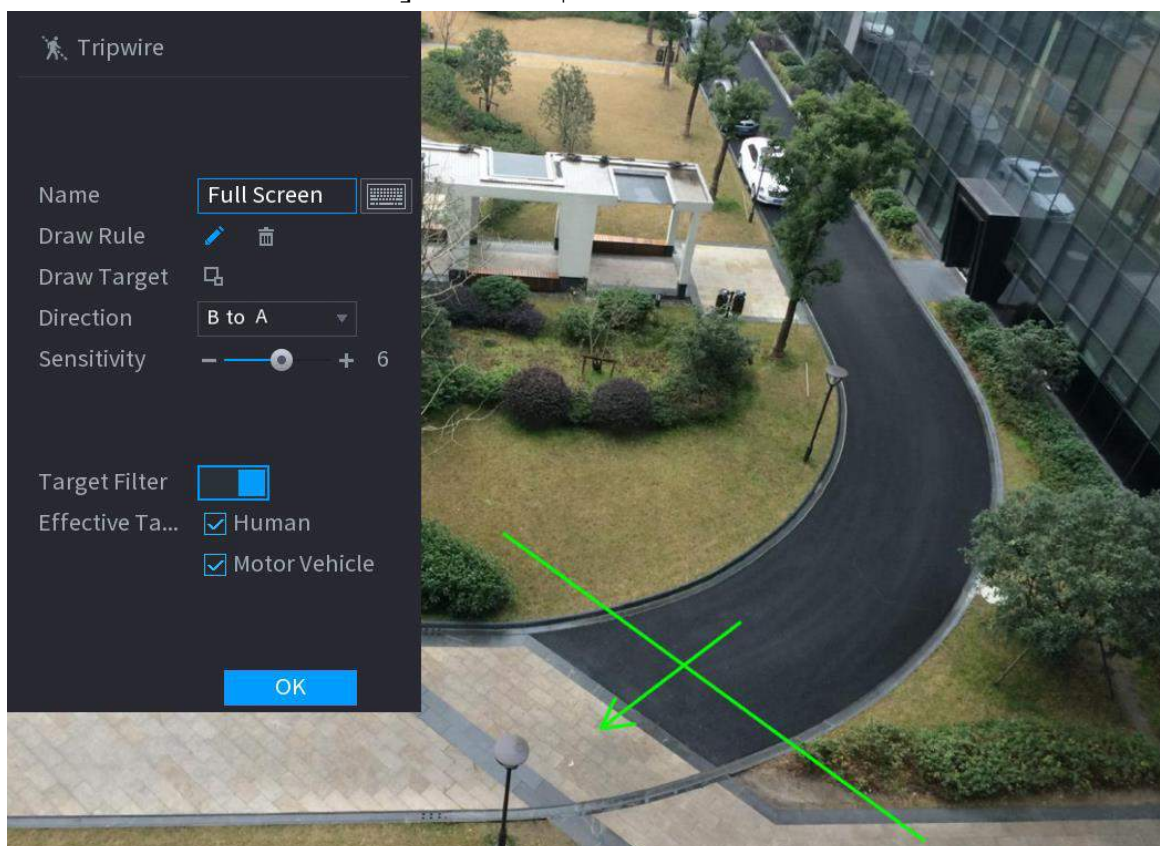 Tripwire
Name Full Screen
Draw Rule
Draw Target
Direction B to A
Sensitivity − + 6
Target Filter
Effective Ta... Human
Motor Vehicle
OK